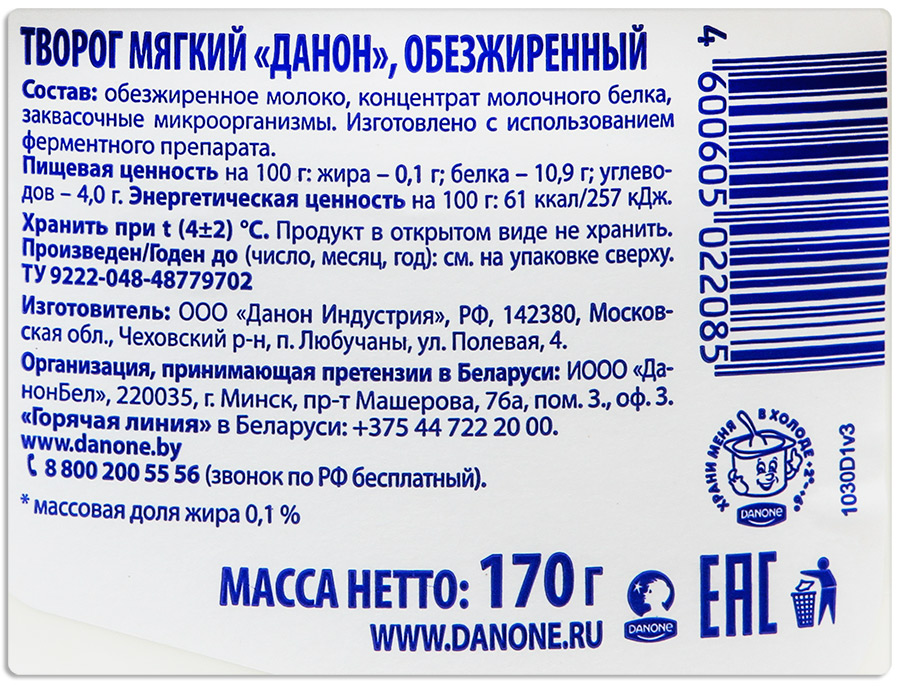 ТВОРОГ МЯГКИЙ «ДАНОН», ОБЕЗЖИРЕННЫЙ
Состав: обезжиренное молоко, концентрат молочного белка,
заквасочные микроорганизмы. Изготовлено с использованием
ферментного препарата.
Пищевая ценность на 100 г: жира – 0,1 г; белка – 10,9 г; углево-
дов – 4,0 г. Энергетическая ценность на 100 г: 61 ккал/257 кДж.
Хранить при t (4±2) °С. Продукт в открытом виде не хранить.
Произведен/Годен до (число, месяц, год): см. на упаковке сверху.
ТУ 9222-048-48779702
Изготовитель: ООО «Данон Индустрия», РФ, 142380, Москов-
ская обл., Чеховский р-н, п. Любучаны, ул. Полевая, 4.
Организация, принимающая претензии в Беларуси: ИООО «Да-
нонБел», 220035, г. Минск, пр-т Машерова, 76а, пом. 3., оф. 3.
«Горячая линия» в Беларуси: +375 44 722 20 00.
www.danone.by
8 800 200 55 56 (звонок по РФ бесплатный).
* массовая доля жира 0,1 %
МАССА НЕТТО: 170 г
WWW.DANONE.RU
4 600605 022085
ХРАНИ МЕНЯ В ХОЛОДЕ +2°...+6°
DANONE
1030D1v3
DANONE
EAC